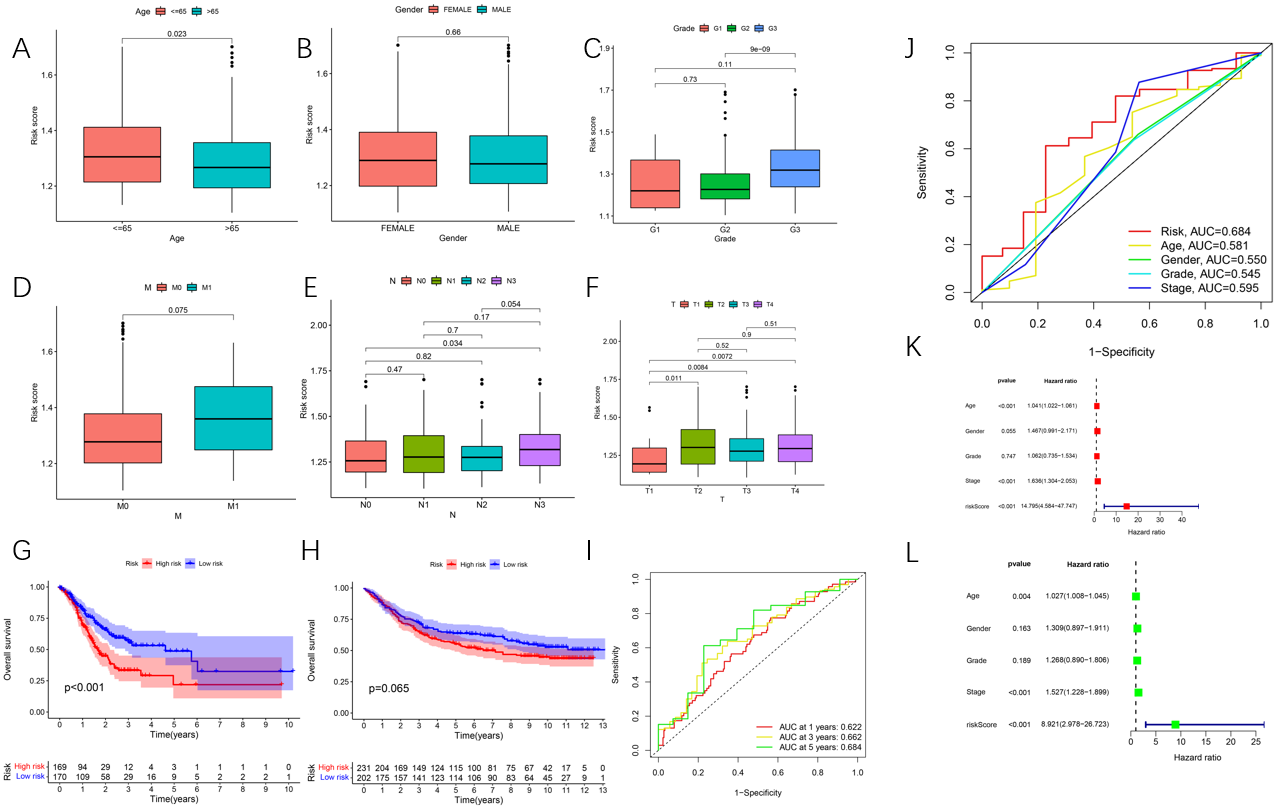 A
Age <=65 >65
0.023
Risk score
1.6
1.4
1.2
<=65 >65
Age
B
Gender FEMALE MALE
0.66
Risk score
1.6
1.4
1.2
FEMALE MALE
Gender
C
Grade G1 G2 G3
9e−09
0.11
0.73
Risk score
1.9
1.7
1.5
1.3
1.1
G1 G2 G3
Grade
D
M M0 M1
0.075
Risk score
1.6
1.4
1.2
M0 M1
M
E
N N0 N1 N2 N3
0.054
0.17
0.7
0.034
0.82
0.47
Risk score
2.00
1.75
1.50
1.25
N0 N1 N2 N3
N
F
T T1 T2 T3 T4
0.51
0.9
0.52
0.0072
0.0084
0.011
Risk score
2.00
1.75
1.50
1.25
T1 T2 T3 T4
T
G
Risk High risk Low risk
Overall survival
1.00
0.75
0.50
0.25
0.00
p<0.001
0 1 2 3 4 5 6 7 8 9 10
Time(years)
Risk
High risk 169 94 29 12 4 3 1 1 1 1 0
Low risk 170 109 58 29 16 9 5 2 2 2 1
0 1 2 3 4 5 6 7 8 9 10
Time(years)
H
Risk High risk Low risk
Overall survival
1.00
0.75
0.50
0.25
0.00
p=0.065
0 1 2 3 4 5 6 7 8 9 10 11 12 13
Time(years)
Risk
High risk 231 204 169 149 124 115 100 81 75 67 42 17 5 0
Low risk 202 175 157 141 123 114 106 90 83 64 45 27 9 1
0 1 2 3 4 5 6 7 8 9 10 11 12 13
Time(years)
I
Sensitivity
1.0
0.8
0.6
0.4
0.2
0.0
AUC at 1 years: 0.622
AUC at 3 years: 0.662
AUC at 5 years: 0.684
0.0 0.2 0.4 0.6 0.8 1.0
1−Specificity
J
Sensitivity
1.0
0.8
0.6
0.4
0.2
0.0
Risk, AUC=0.684
Age, AUC=0.581
Gender, AUC=0.550
Grade, AUC=0.545
Stage, AUC=0.595
0.0 0.2 0.4 0.6 0.8 1.0
1−Specificity
K
pvalue Hazard ratio
Age <0.001 1.041(1.022−1.061)
Gender 0.055 1.467(0.991−2.171)
Grade 0.747 1.062(0.735−1.534)
Stage <0.001 1.636(1.304−2.053)
riskScore <0.001 14.795(4.584−47.747)
0 10 20 30 40
Hazard ratio
L
pvalue Hazard ratio
Age 0.004 1.027(1.008−1.045)
Gender 0.163 1.309(0.897−1.911)
Grade 0.189 1.268(0.890−1.806)
Stage <0.001 1.527(1.228−1.899)
riskScore <0.001 8.921(2.978−26.723)
0 5 10 15 20 25
Hazard ratio